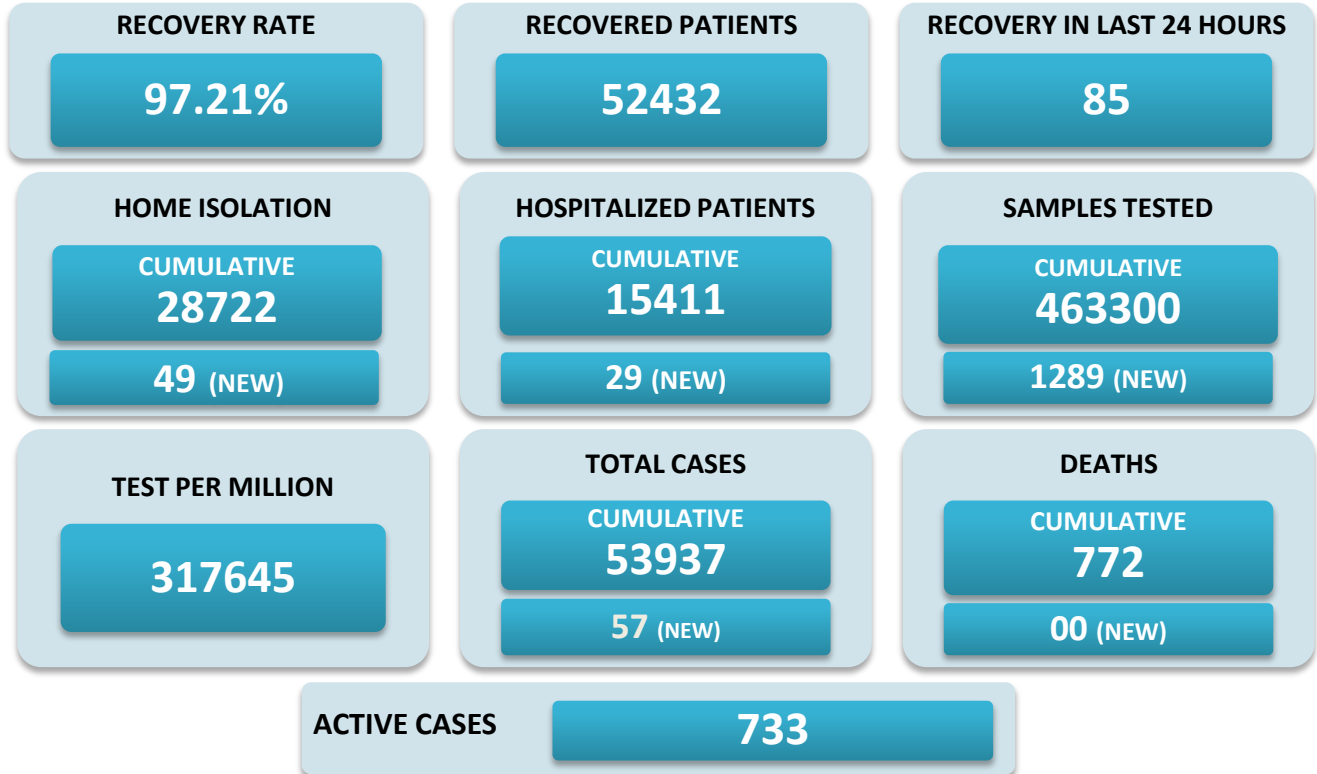 RECOVERY RATE
97.21%
RECOVERED PATIENTS
52432
RECOVERY IN LAST 24 HOURS
85
HOME ISOLATION
CUMULATIVE
28722
49 (NEW)
HOSPITALIZED PATIENTS
CUMULATIVE
15411
29 (NEW)
SAMPLES TESTED
CUMULATIVE
463300
1289 (NEW)
TEST PER MILLION
317645
TOTAL CASES
CUMULATIVE
53937
57 (NEW)
DEATHS
CUMULATIVE
772
00 (NEW)
ACTIVE CASES
733